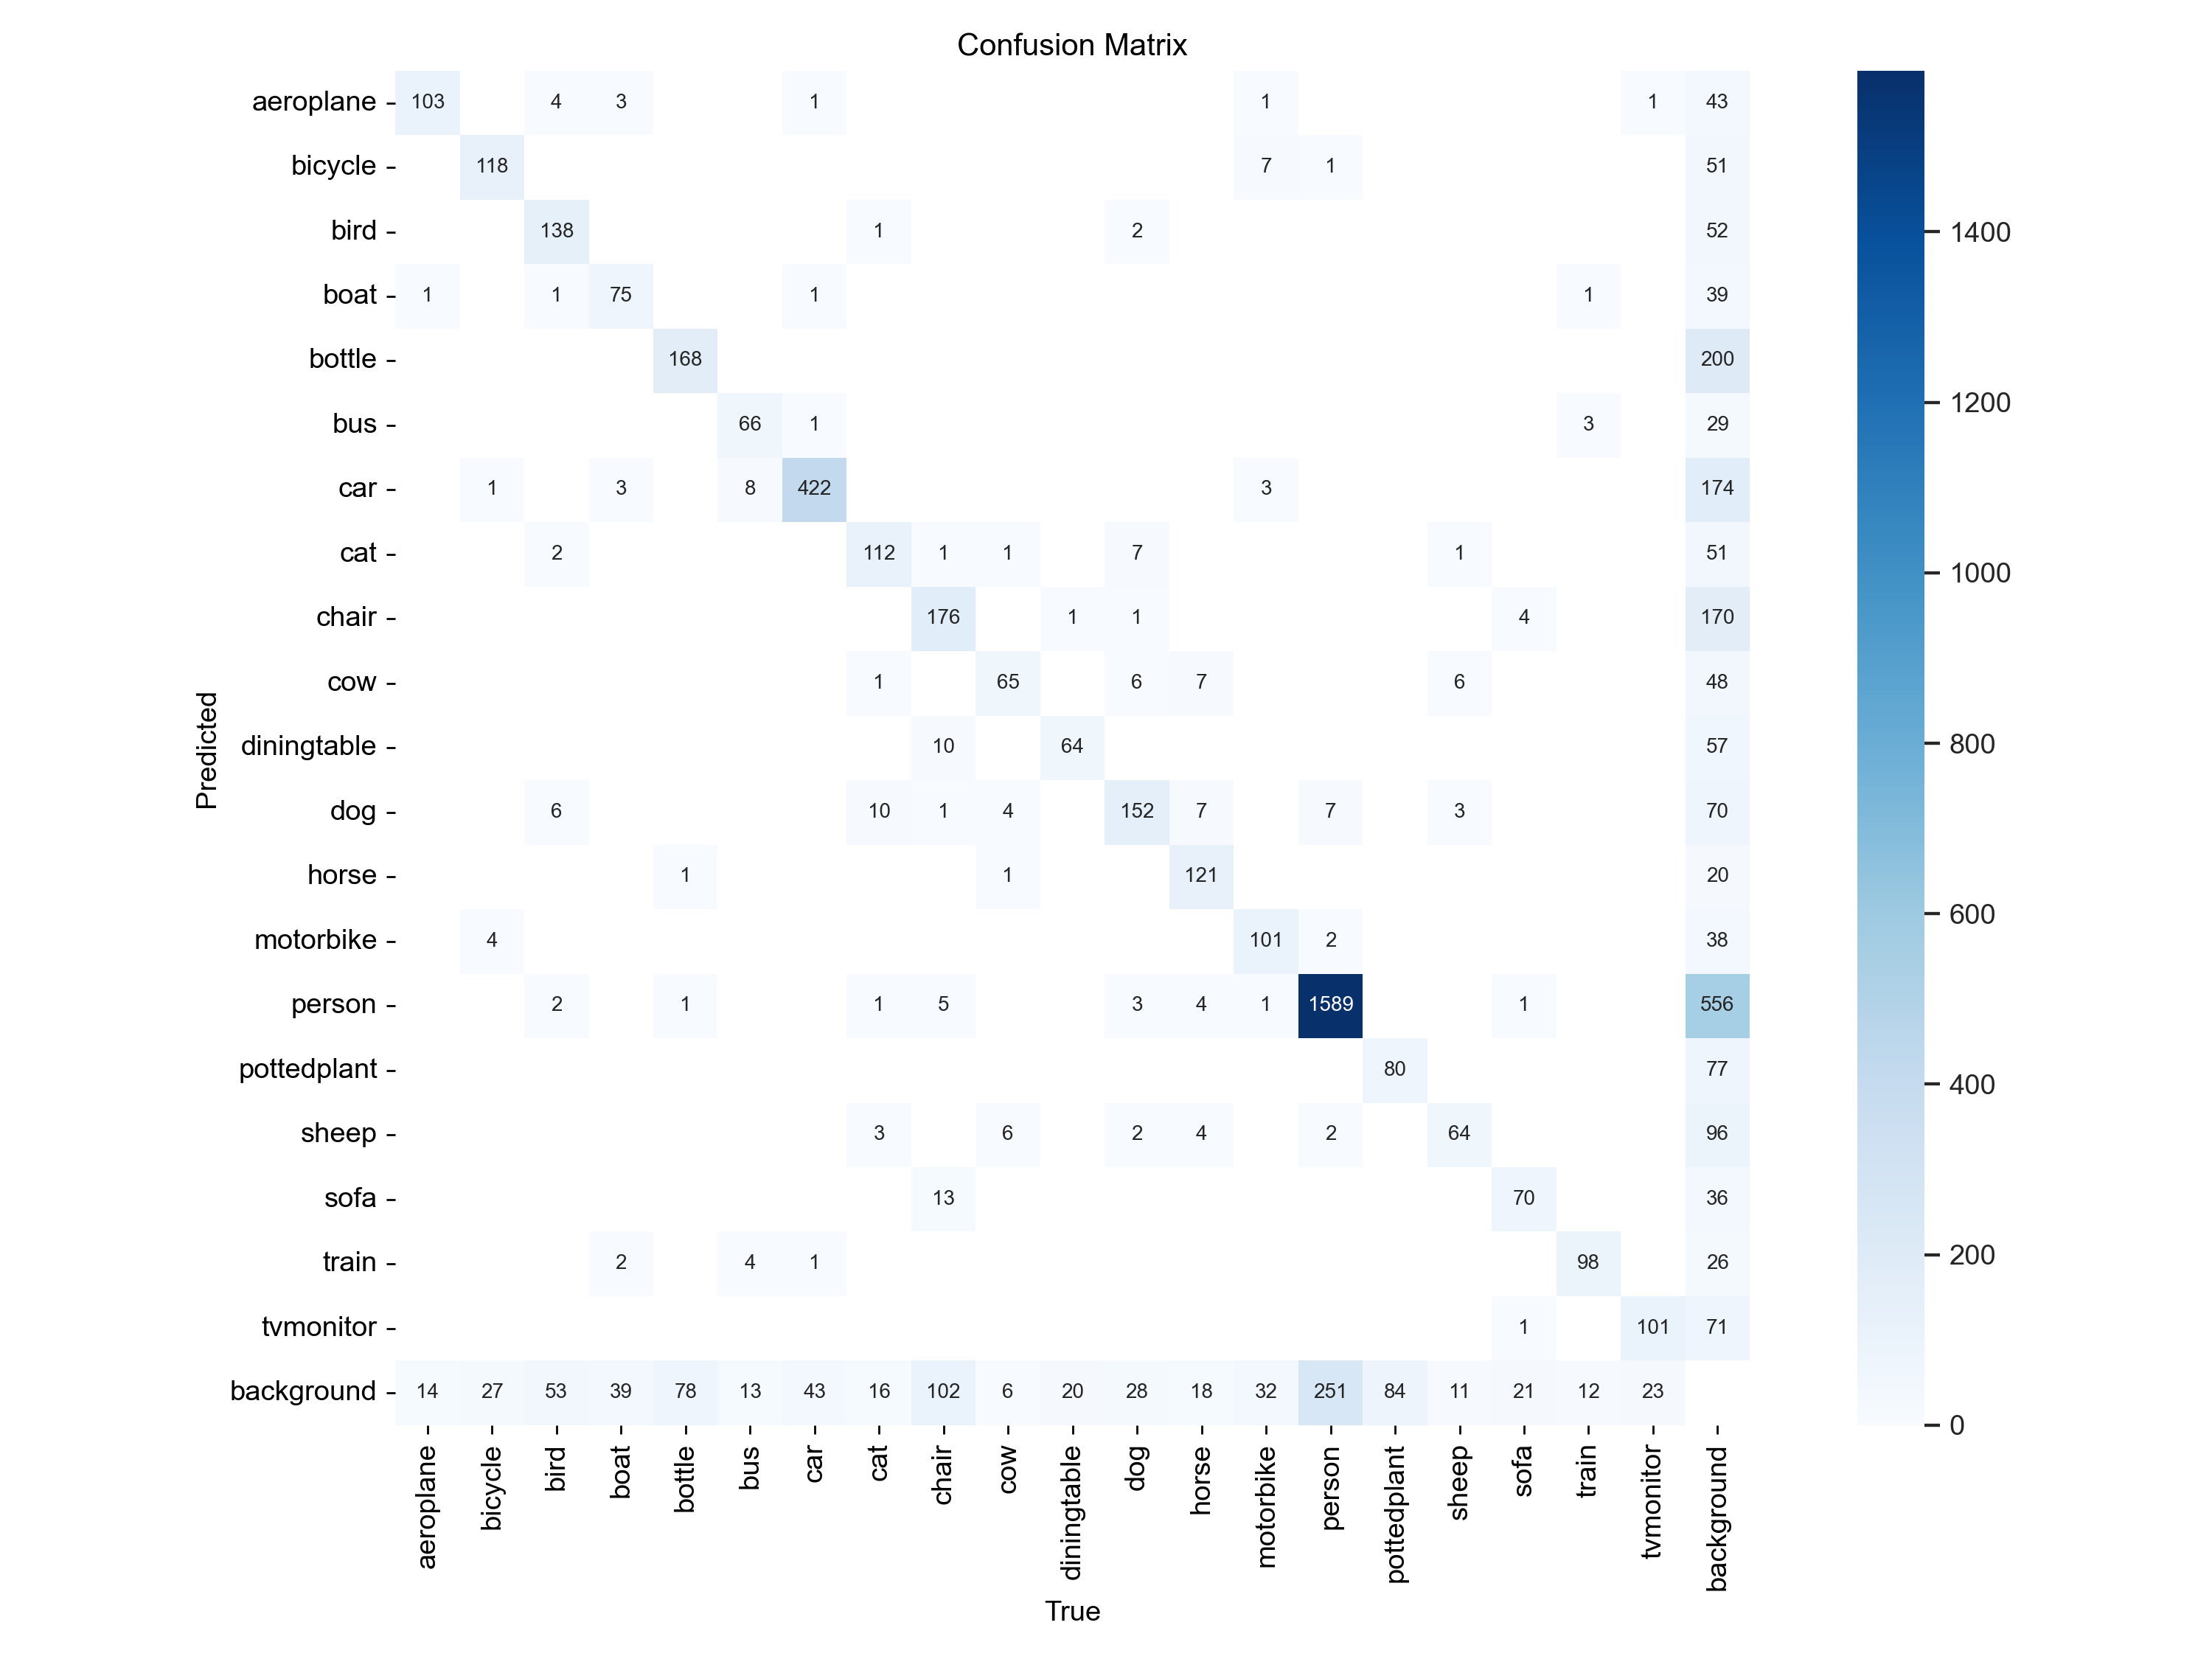 Confusion Matrix
aeroplane 103 4 3 1 1 1 43
bicycle 118 7 1 51
bird 138 1 2 52
1400
boat 1 1 75 1 1 39
bottle 168 200
1200
bus 66 1 3 29
car 1 3 8 422 3 174
cat 2 112 1 1 7 1 51
1000
chair 176 1 1 4 170
cow 1 65 6 7 6 48
Predicted
diningtable 10 64 57
800
dog 6 10 1 4 152 7 7 3 70
horse 1 1 121 20
600
motorbike 4 101 2 38
person 2 1 1 5 3 4 1 1589 1 556
pottedplant 80 77
400
sheep 3 6 2 4 2 64 96
sofa 13 70 36
train 2 4 1 98 26
200
tvmonitor 1 101 71
background 14 27 53 39 78 13 43 16 102 6 20 28 18 32 251 84 11 21 12 23
0
aeroplane bicycle bird boat bottle bus car cat chair cow diningtable dog horse motorbike person pottedplant sheep sofa train tvmonitor background
True